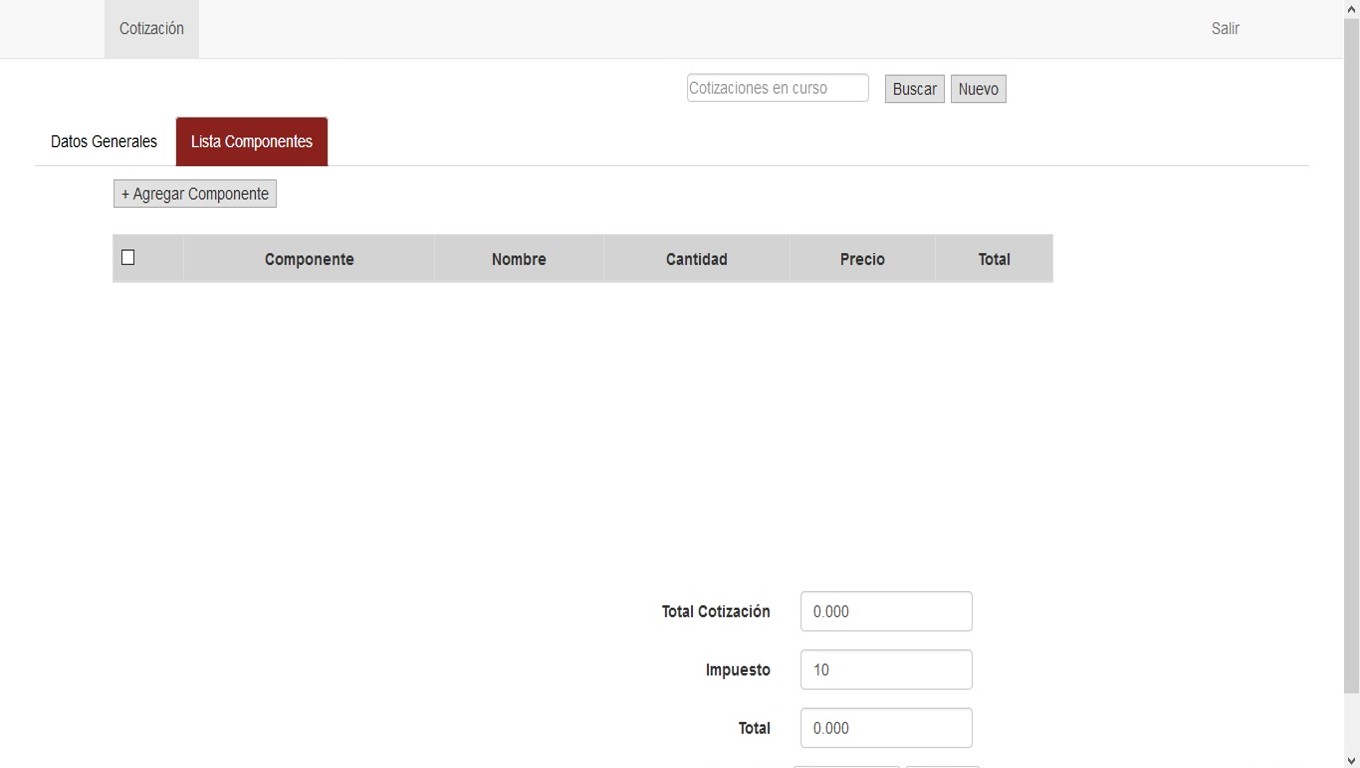 Cotización
Salir
Cotizaciones en curso
Buscar
Nuevo
Datos Generales
Lista Componentes
+ Agregar Componente
Componente
Nombre
Cantidad
Precio
Total
Total Cotización
0.000
Impuesto
10
Total
0.000